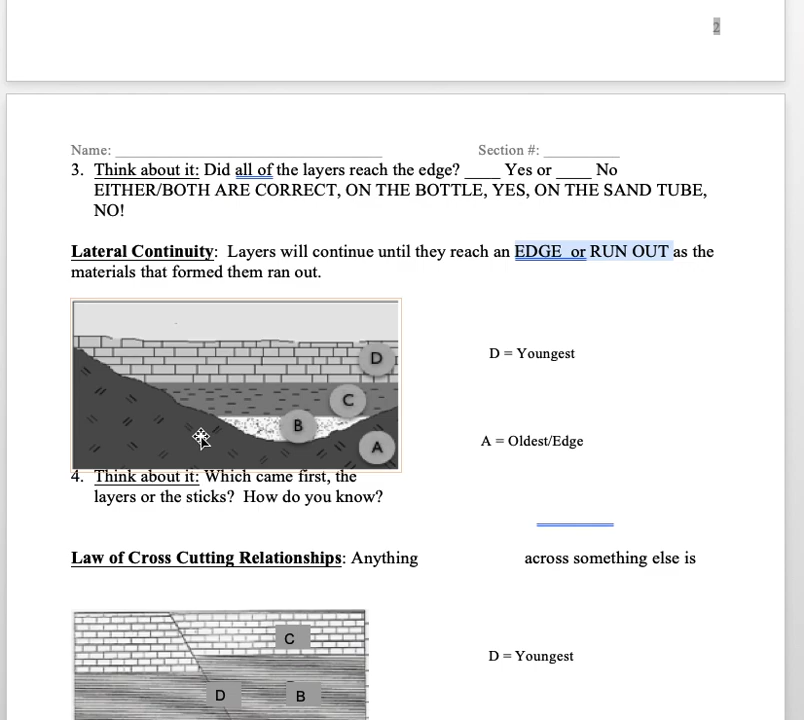 2
Name: Section #:
3. Think about it: Did all of the layers reach the edge? ____ Yes or ____ No
EITHER/BOTH ARE CORRECT, ON THE BOTTLE, YES, ON THE SAND TUBE,
NO!
Lateral Continuity: Layers will continue until they reach an EDGE or RUN OUT as the
materials that formed them ran out.
D
D = Youngest
C
B
A = Oldest/Edge
A
4. Think about it: Which came first, the
layers or the sticks? How do you know?
Law of Cross Cutting Relationships: Anything across something else is
C
D = Youngest
D B